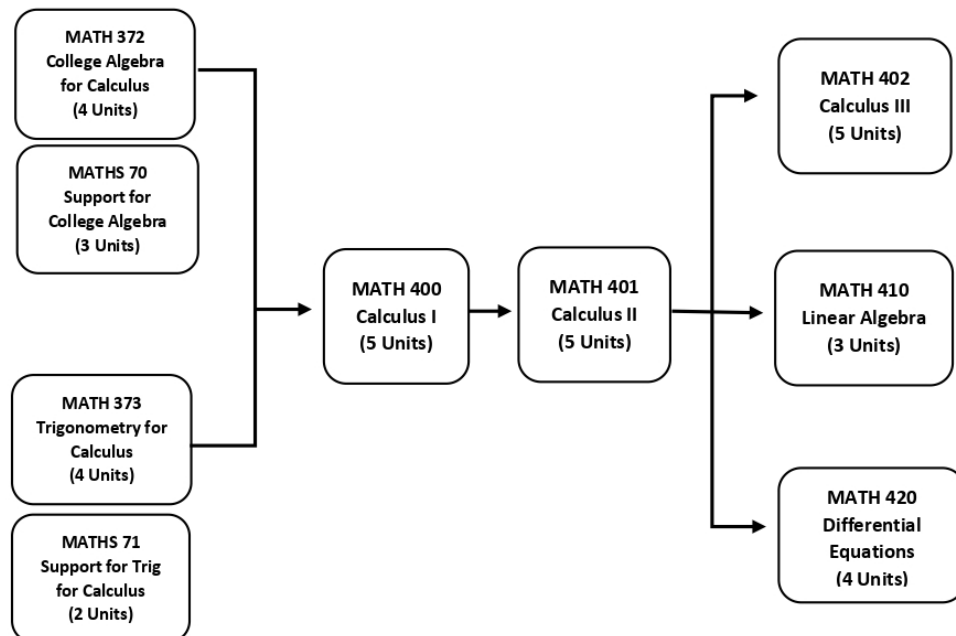 MATH 372
College Algebra
for Calculus
(4 Units)
MATHS 70
Support for
College Algebra
(3 Units)
MATH 373
Trigonometry for
Calculus
(4 Units)
MATHS 71
Support for Trig
for Calculus
(2 Units)
MATH 400
Calculus I
(5 Units)
MATH 401
Calculus II
(5 Units)
MATH 402
Calculus III
(5 Units)
MATH 410
Linear Algebra
(3 Units)
MATH 420
Differential
Equations
(4 Units)